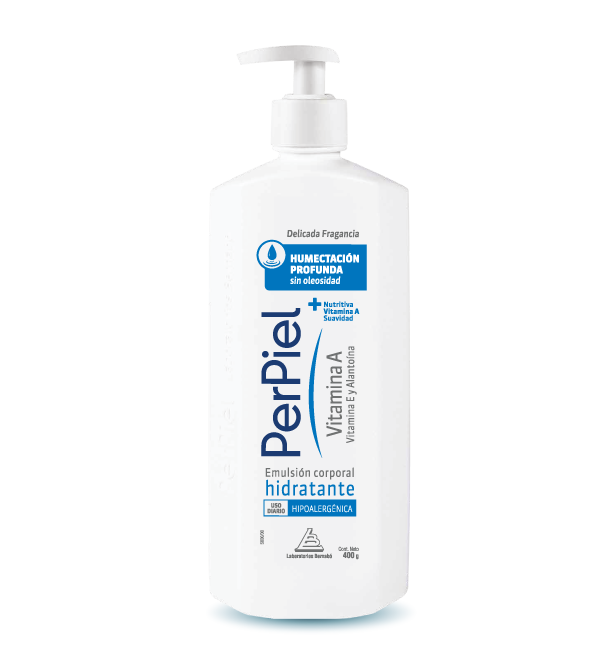 Delicada Fragancia
HUMECTACIÓN
PROFUNDA
sin oleosidad
+ Nutritiva
Vitamina A
Suavidad
PerPiel
Vitamina A
Vitamina E y Alantoína
Emulsión corporal
hidratante
USO
DIARIO
HIPOALERGÉNICA
Laboratorios Bernabó
Cont. Neto
400 g